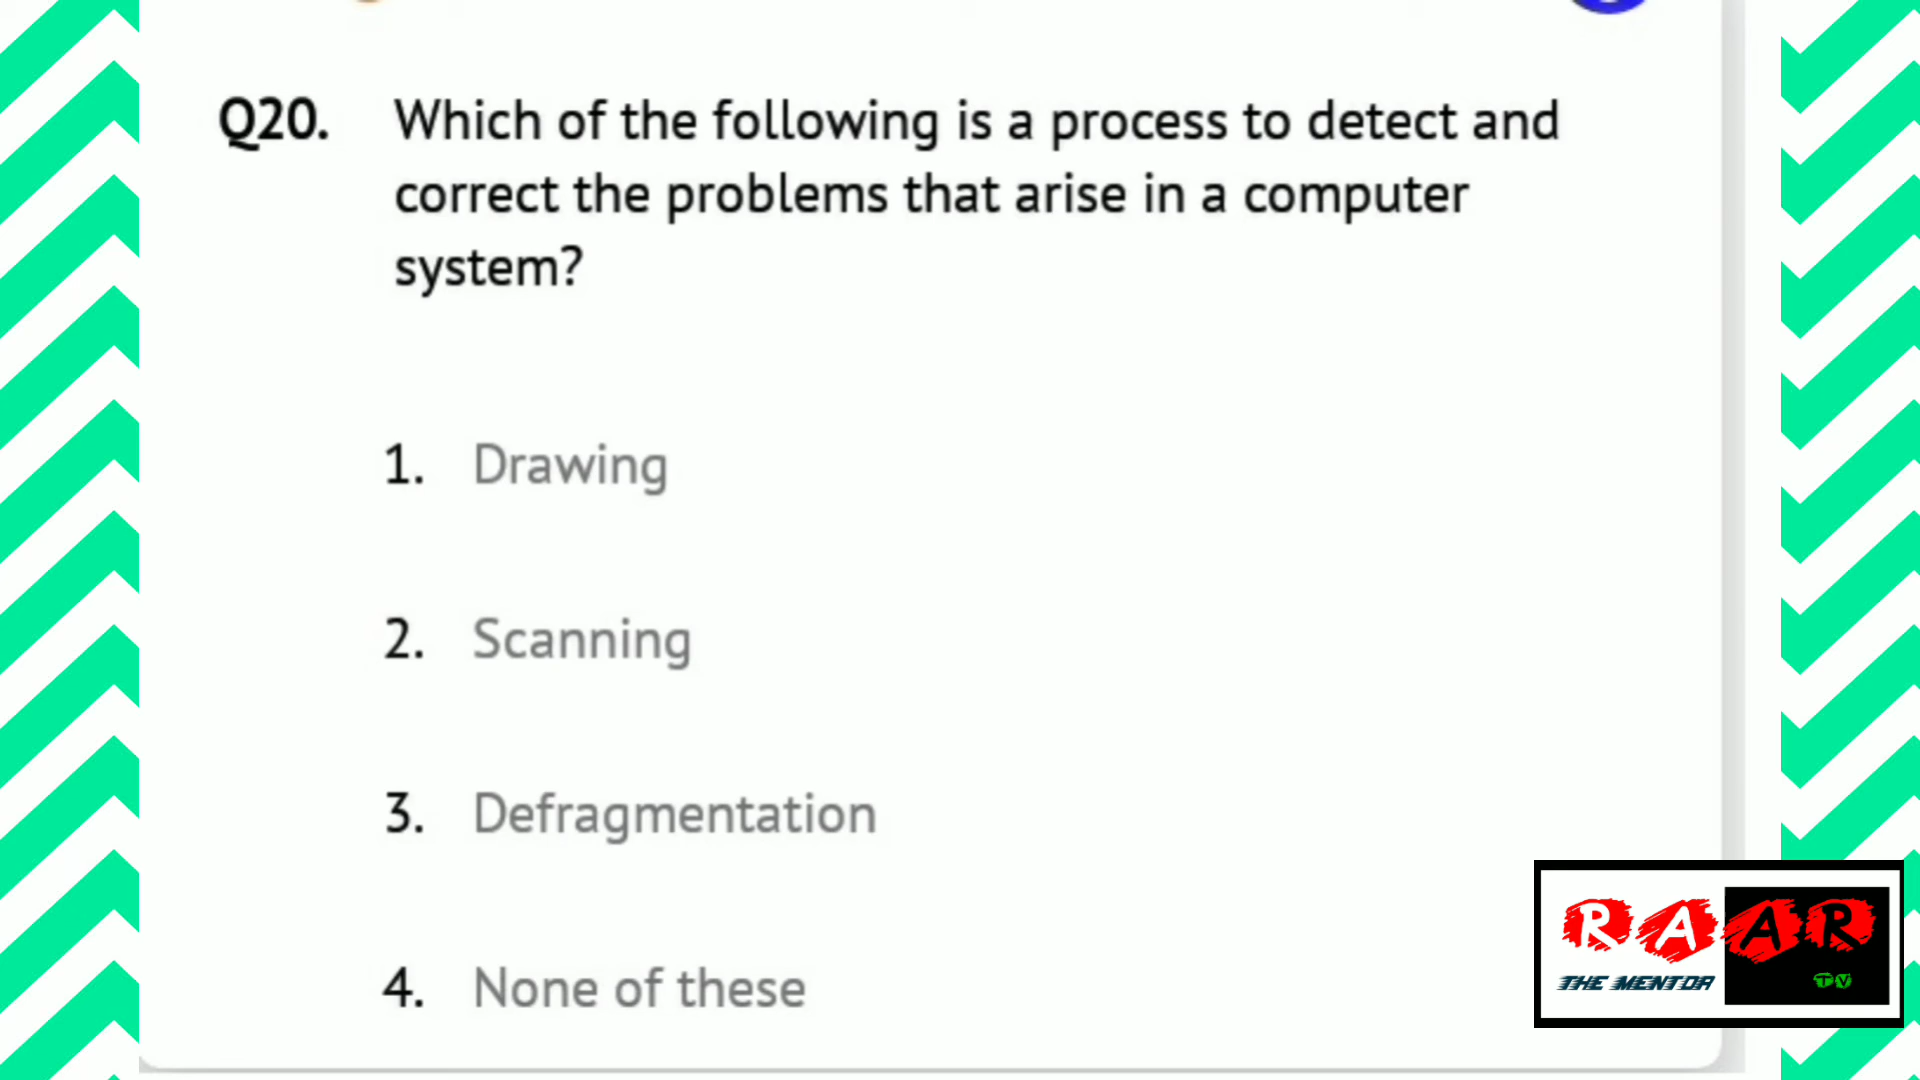 Q20. Which of the following is a process to detect and
correct the problems that arise in a computer
system?
1. Drawing
2. Scanning
3. Defragmentation
4. None of these
RAAR
THE MENTOR TV